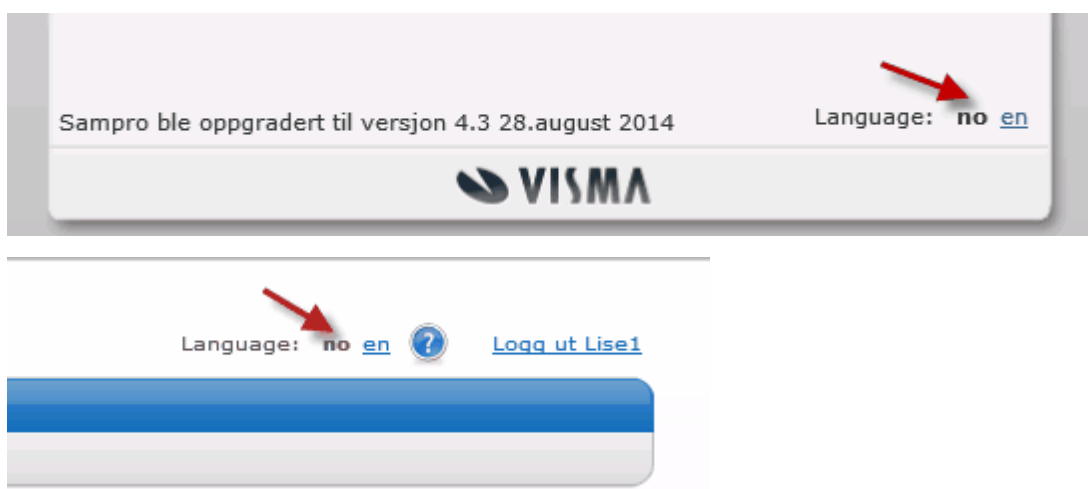 Sampro ble oppgradert til versjon 4.3 28.august 2014 Language: no en
VISMA
Language: no en ? Logg ut Lise1